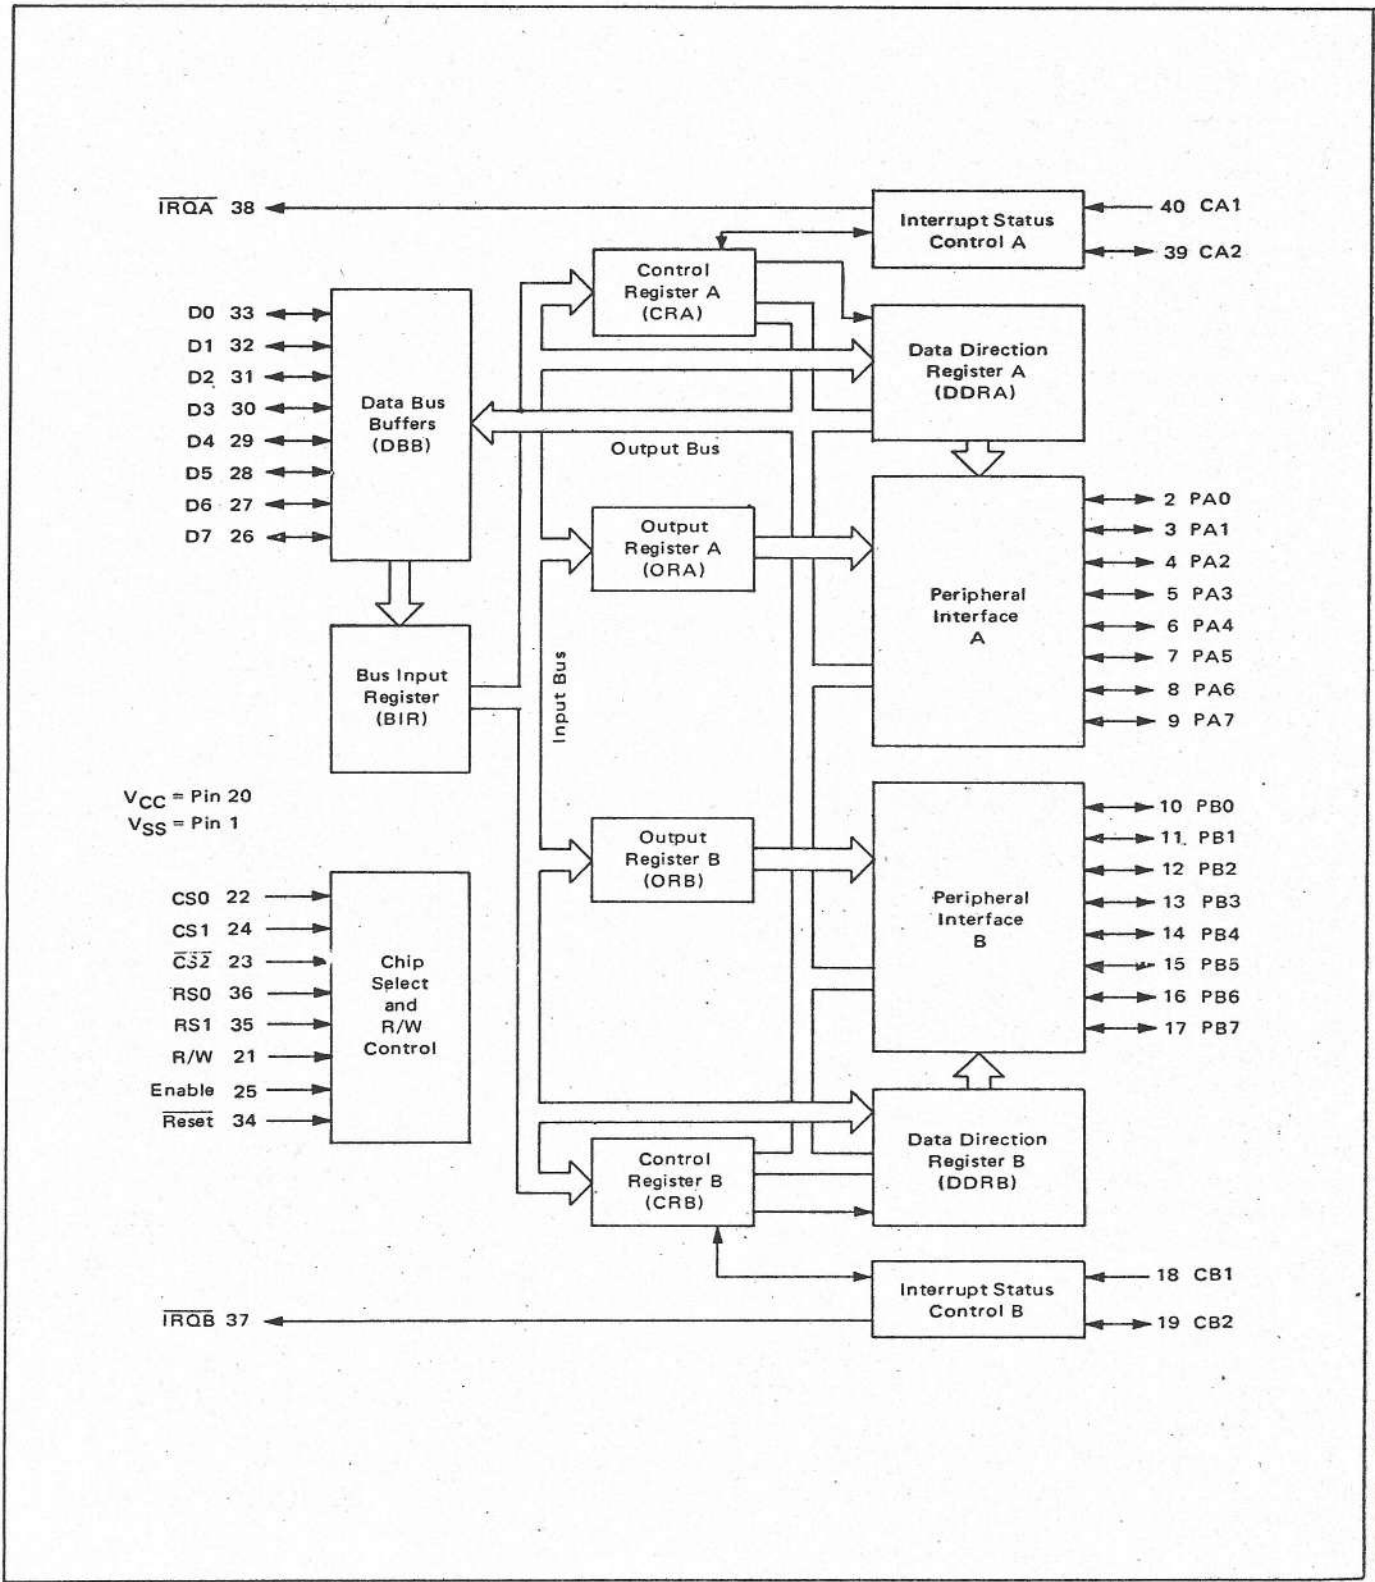 IRQA 38
40 CA1
Interrupt Status
Control A
39 CA2
Control
Register A
(CRA)
D0 33
D1 32
D2 31
D3 30
D4 29
D5 28
D6 27
D7 26
Data Bus
Buffers
(DBB)
Data Direction
Register A
(DDRA)
Output Bus
Output
Register A
(ORA)
Peripheral
Interface
A
2 PA0
3 PA1
4 PA2
5 PA3
6 PA4
7 PA5
8 PA6
9 PA7
Bus Input
Register
(BIR)
Input Bus
VCC = Pin 20
VSS = Pin 1
Output
Register B
(ORB)
Peripheral
Interface
B
10 PB0
11 PB1
12 PB2
13 PB3
14 PB4
15 PB5
16 PB6
17 PB7
CS0 22
CS1 24
CS2 23
RS0 36
RS1 35
R/W 21
Enable 25
Reset 34
Chip
Select
and
R/W
Control
Data Direction
Register B
(DDRB)
Control
Register B
(CRB)
Interrupt Status
Control B
18 CB1
19 CB2
IRQB 37